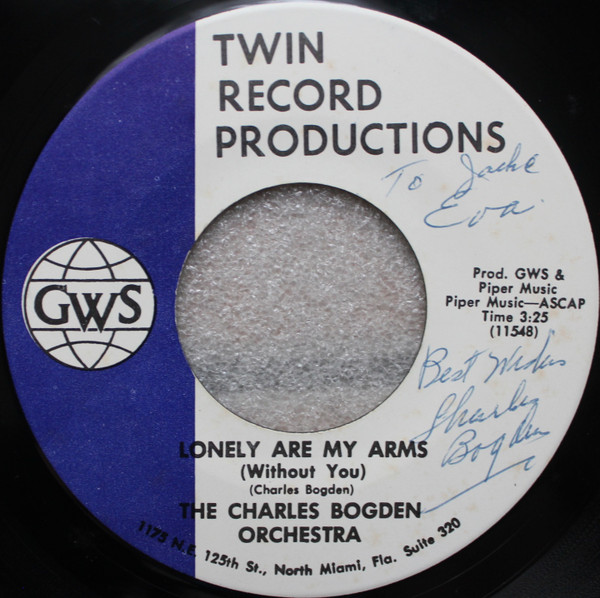 TWIN
RECORD
PRODUCTIONS
To Jacke
Eva
GWS
Prod. GWS &
Piper Music
Piper Music—ASCAP
Time 3:25
(11548)
Best Wishes
Charles
Bogden
LONELY ARE MY ARMS
(Without You)
(Charles Bogden)
THE CHARLES BOGDEN
ORCHESTRA
1175 N.E. 125th St., North Miami, Fla. Suite 320